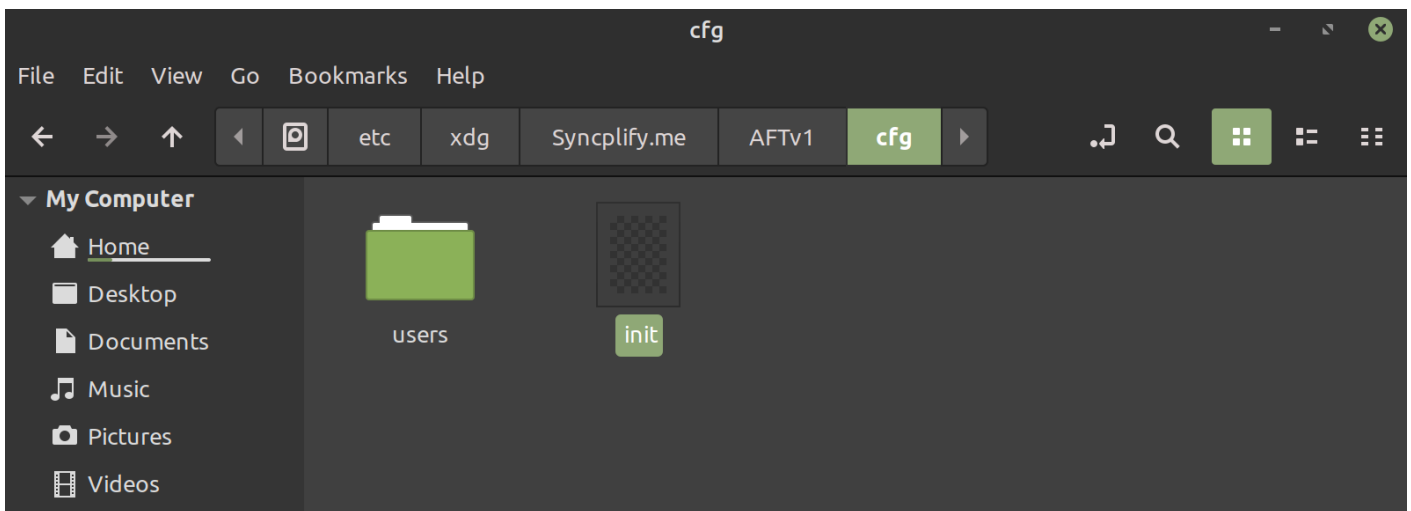 cfg
File Edit View Go Bookmarks Help
etc xdg Syncplify.me AFTv1 cfg
My Computer
Home
Desktop
Documents
Music
Pictures
Videos
users
init